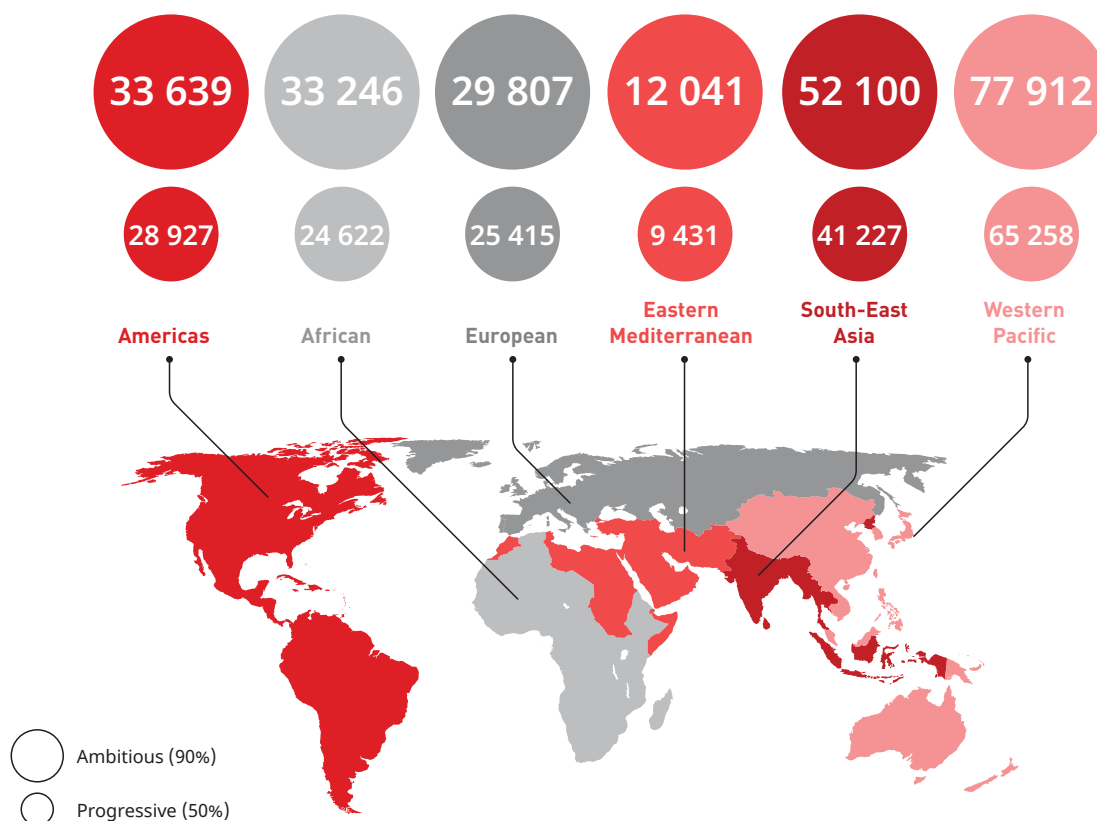 33 639
33 246
29 807
12 041
52 100
77 912
28 927
24 622
25 415
9 431
41 227
65 258
Americas
African
European
Eastern
Mediterranean
South-East
Asia
Western
Pacific
Ambitious (90%)
Progressive (50%)